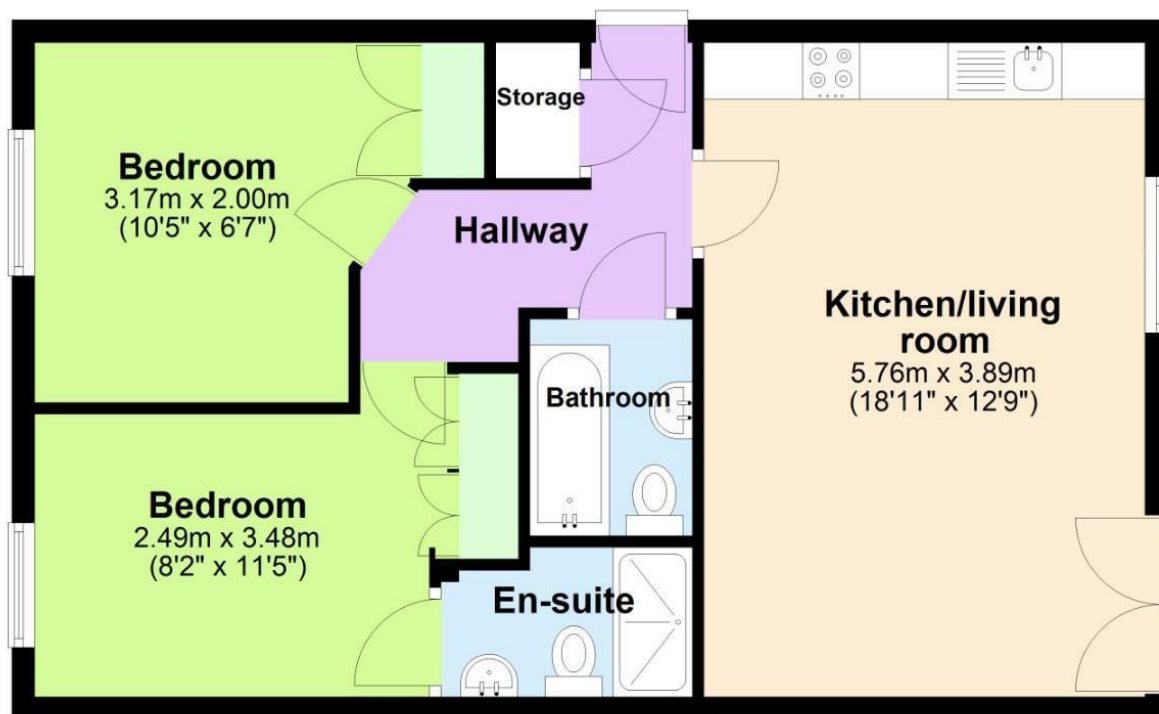 Storage
Bedroom
3.17m x 2.00m
(10'5" x 6'7")
Hallway
Kitchen/living
room
5.76m x 3.89m
(18'11" x 12'9")
Bathroom
Bedroom
2.49m x 3.48m
(8'2" x 11'5")
En-suite